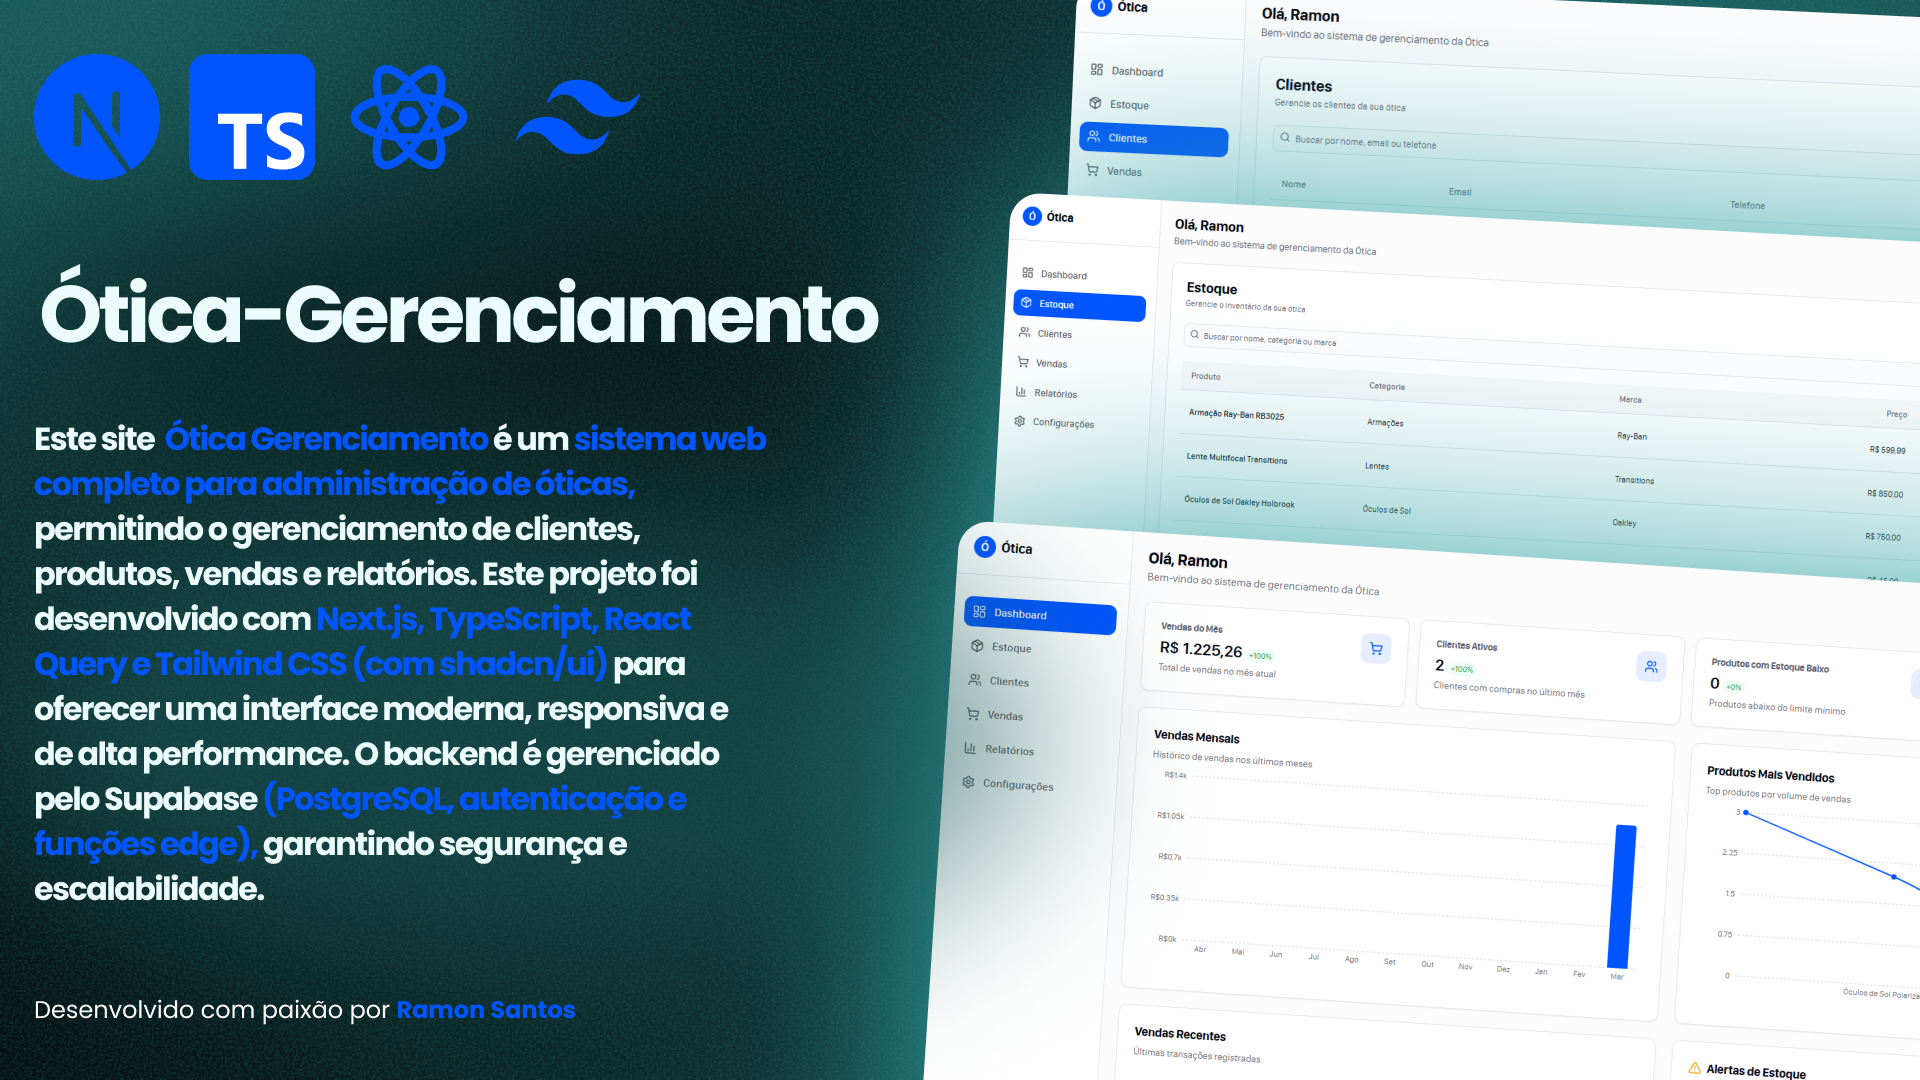 TS
Ótica-Gerenciamento
Este site Ótica Gerenciamento é um sistema web
completo para administração de óticas,
permitindo o gerenciamento de clientes,
produtos, vendas e relatórios. Este projeto foi
desenvolvido com Next.js, TypeScript, React
Query e Tailwind CSS (com shadcn/ui) para
oferecer uma interface moderna, responsiva e
de alta performance. O backend é gerenciado
pelo Supabase (PostgreSQL, autenticação e
funções edge), garantindo segurança e
escalabilidade.
Desenvolvido com paixão por Ramon Santos
Ó Ótica
Dashboard
Estoque
Clientes
Vendas
Olá, Ramon
Bem-vindo ao sistema de gerenciamento da Ótica
Clientes
Gerencie os clientes da sua ótica
Buscar por nome, email ou telefone
Nome Email Telefone
Ó Ótica
Dashboard
Estoque
Clientes
Vendas
Relatórios
Configurações
Olá, Ramon
Bem-vindo ao sistema de gerenciamento da Ótica
Estoque
Gerencie o inventário da sua ótica
Buscar por nome, categoria ou marca
Produto Categoria Marca Preço
Armação Ray-Ban RB3025 Armações Ray-Ban R$ 599,99
Lente Multifocal Transitions Lentes Transitions R$ 850,00
Óculos de Sol Oakley Holbrook Óculos de Sol Oakley R$ 750,00
Ó Ótica
Dashboard
Estoque
Clientes
Vendas
Relatórios
Configurações
Olá, Ramon
Bem-vindo ao sistema de gerenciamento da Ótica
Vendas do Mês
R$ 1.225,26 +100%
Total de vendas no mês atual
Clientes Ativos
2 +100%
Clientes com compras no último mês
Produtos com Estoque Baixo
0 +0%
Produtos abaixo do limite mínimo
Vendas Mensais
Histórico de vendas nos últimos meses
R$1.4k
R$1.05k
R$0.7k
R$0.35k
R$0k
Abr Mai Jun Jul Ago Set Out Nov Dez Jan Fev Mar
Produtos Mais Vendidos
Top produtos por volume de vendas
3
2.25
1.5
0.75
0
Óculos de Sol Polariza
Vendas Recentes
Últimas transações registradas
Alertas de Estoque